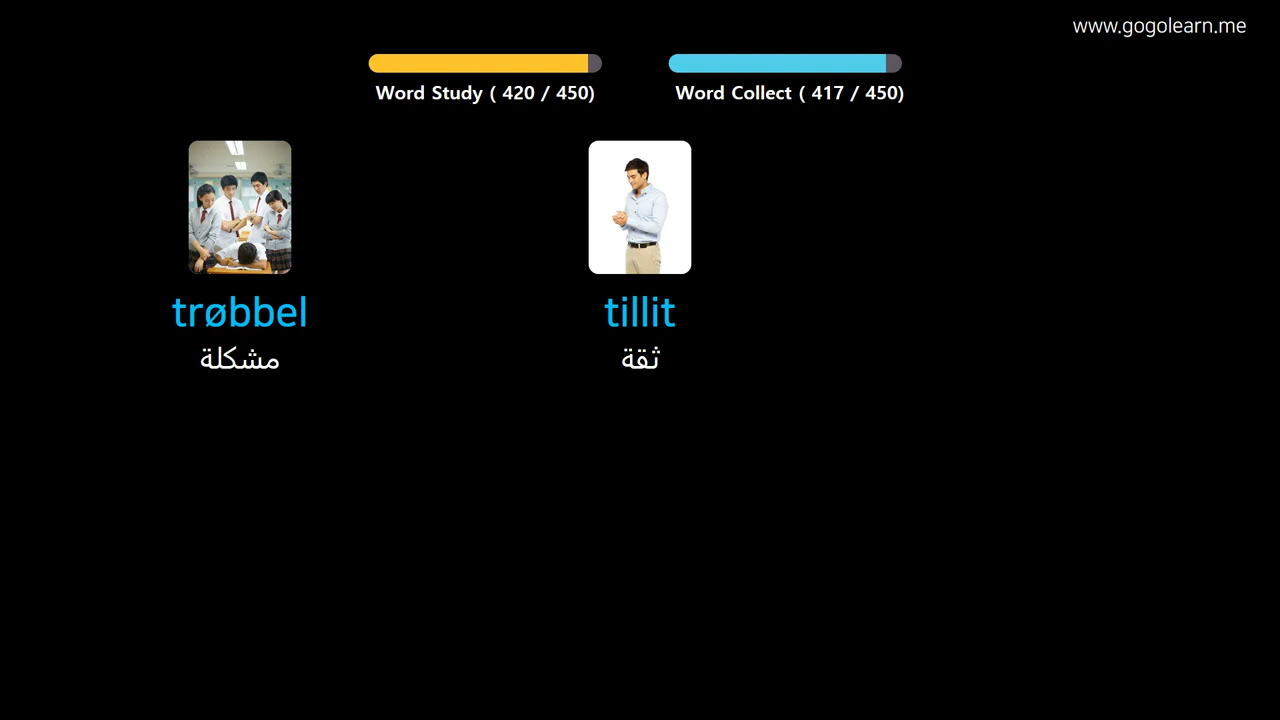 www.gogolearn.me
Word Study ( 420 / 450)
Word Collect ( 417 / 450)
trøbbel
مشكلة
tillit
ثقة